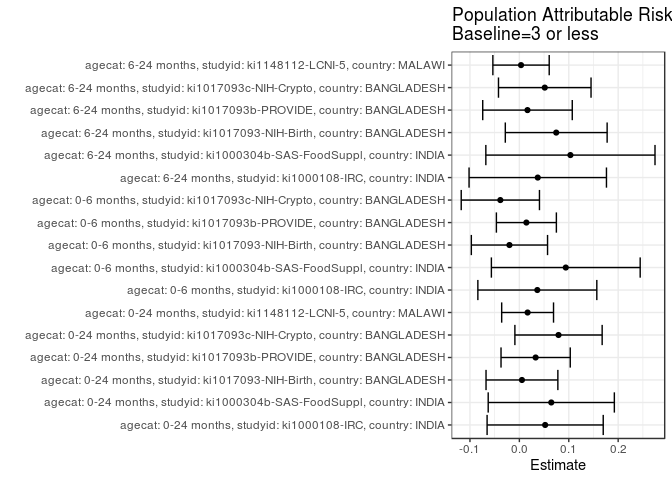 Population Attributable Risk
Baseline=3 or less
agecat: 6-24 months, studyid: ki1148112-LCNI-5, country: MALAWI
agecat: 6-24 months, studyid: ki1017093c-NIH-Crypto, country: BANGLADESH
agecat: 6-24 months, studyid: ki1017093b-PROVIDE, country: BANGLADESH
agecat: 6-24 months, studyid: ki1017093-NIH-Birth, country: BANGLADESH
agecat: 6-24 months, studyid: ki1000304b-SAS-FoodSuppl, country: INDIA
agecat: 6-24 months, studyid: ki1000108-IRC, country: INDIA
agecat: 0-6 months, studyid: ki1017093c-NIH-Crypto, country: BANGLADESH
agecat: 0-6 months, studyid: ki1017093b-PROVIDE, country: BANGLADESH
agecat: 0-6 months, studyid: ki1017093-NIH-Birth, country: BANGLADESH
agecat: 0-6 months, studyid: ki1000304b-SAS-FoodSuppl, country: INDIA
agecat: 0-6 months, studyid: ki1000108-IRC, country: INDIA
agecat: 0-24 months, studyid: ki1148112-LCNI-5, country: MALAWI
agecat: 0-24 months, studyid: ki1017093c-NIH-Crypto, country: BANGLADESH
agecat: 0-24 months, studyid: ki1017093b-PROVIDE, country: BANGLADESH
agecat: 0-24 months, studyid: ki1017093-NIH-Birth, country: BANGLADESH
agecat: 0-24 months, studyid: ki1000304b-SAS-FoodSuppl, country: INDIA
agecat: 0-24 months, studyid: ki1000108-IRC, country: INDIA
-0.1 0.0 0.1 0.2
Estimate